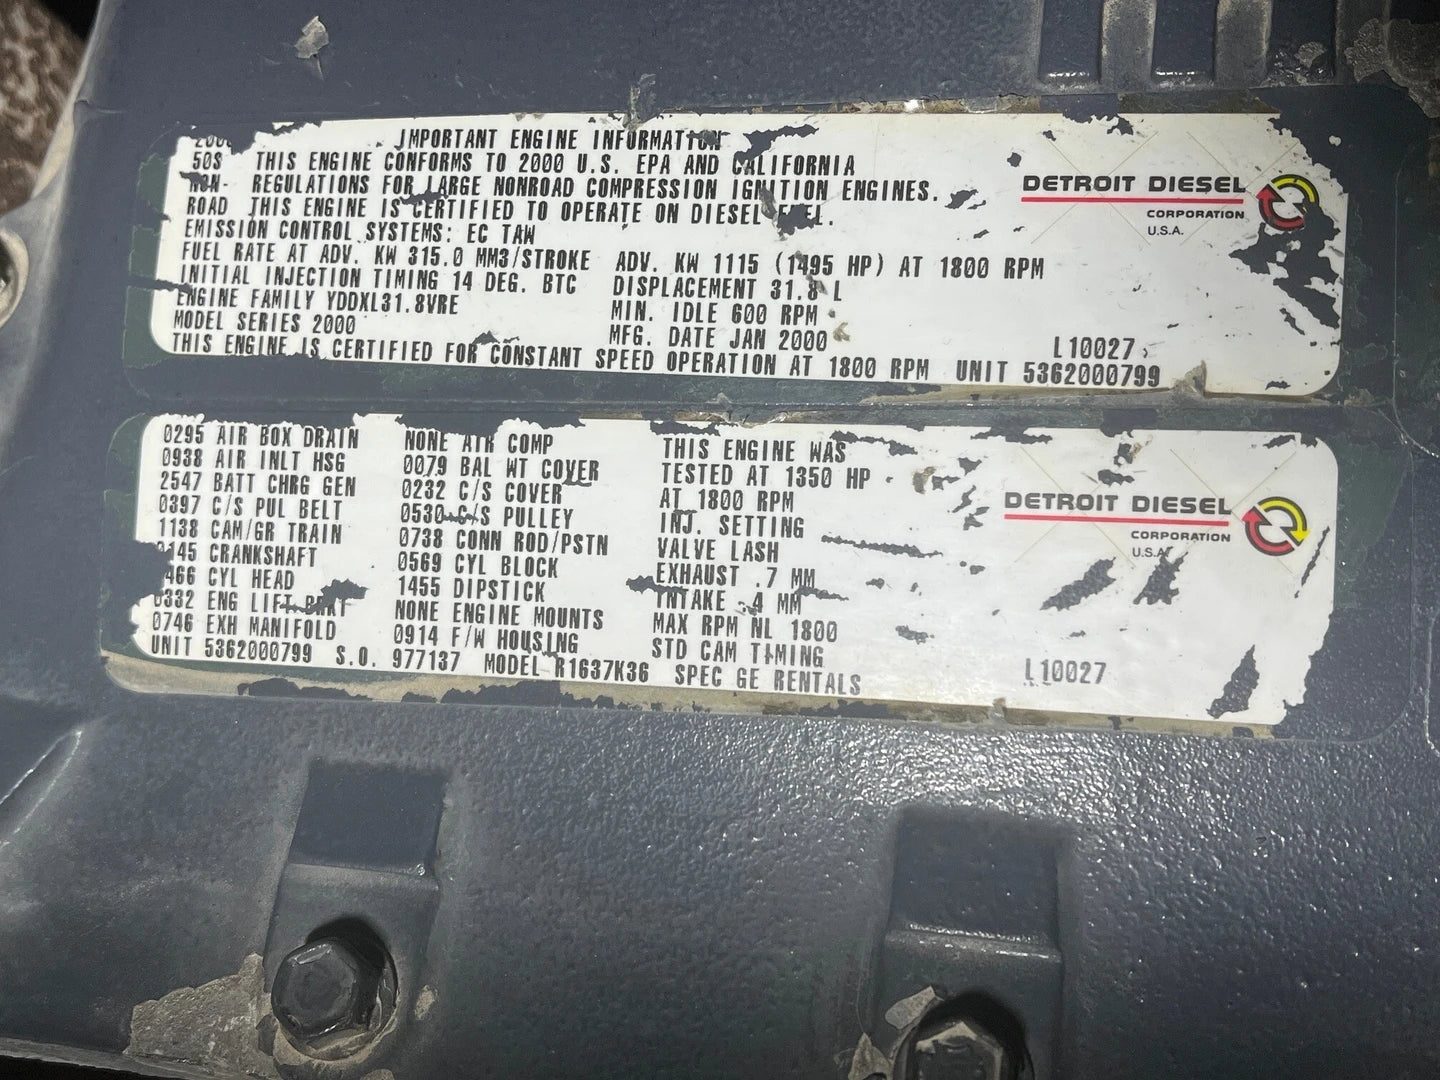 IMPORTANT ENGINE INFORMATION
50S THIS ENGINE CONFORMS TO 2000 U.S. EPA AND CALIFORNIA
NON- REGULATIONS FOR LARGE NONROAD COMPRESSION IGNITION ENGINES.
ROAD THIS ENGINE IS CERTIFIED TO OPERATE ON DIESEL FUEL.
EMISSION CONTROL SYSTEMS: EC TAW
FUEL RATE AT ADV. KW 315.0 MM3/STROKE ADV. KW 1115 (1495 HP) AT 1800 RPM
INITIAL INJECTION TIMING 14 DEG. BTC DISPLACEMENT 31.8 L
ENGINE FAMILY YDDXL31.8VRE MIN. IDLE 600 RPM
MODEL SERIES 2000 MFG. DATE JAN 2000 L10027
THIS ENGINE IS CERTIFIED FOR CONSTANT SPEED OPERATION AT 1800 RPM UNIT 5362000799
DETROIT DIESEL
CORPORATION
U.S.A.
0295 AIR BOX DRAIN NONE AIR COMP THIS ENGINE WAS
0938 AIR INLT HSG 0079 BAL WT COVER TESTED AT 1350 HP
2547 BATT CHRG GEN 0232 C/S COVER AT 1800 RPM
0397 C/S PUL BELT 0530 C/S PULLEY INJ. SETTING
1138 CAM/GR TRAIN 0738 CONN ROD/PSTN VALVE LASH
145 CRANKSHAFT 0569 CYL BLOCK EXHAUST .7 MM
466 CYL HEAD 1455 DIPSTICK INTAKE .4 MM
0332 ENG LIFT BRKT NONE ENGINE MOUNTS MAX RPM NL 1800
0746 EXH MANIFOLD 0914 F/W HOUSING STD CAM TIMING
UNIT 5362000799 S.O. 977137 MODEL R1637K36 SPEC GE RENTALS L10027
DETROIT DIESEL
CORPORATION
U.S.A.